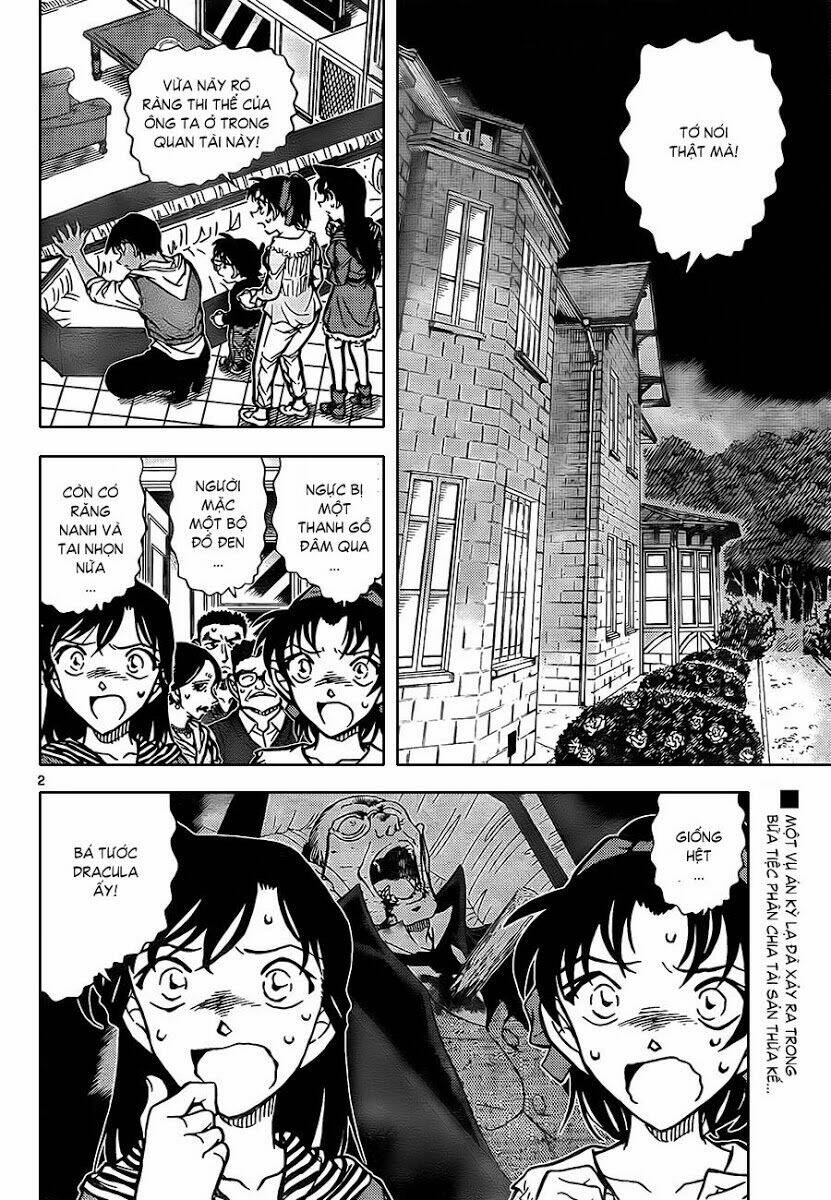 TỚ NÓI
THẬT MÀ!
VỪA NÃY RÕ
RÀNG THI THỂ CỦA
ÔNG TA Ở TRONG
QUAN TÀI NÀY!
NGỰC BỊ
MỘT
THANH GỖ
ĐÂM QUA
...
NGƯỜI
MẶC
MỘT BỘ
ĐỒ ĐEN
...
CÒN CÓ
RĂNG
NANH VÀ
TAI NHỌN
NỮA
...
2
GIỐNG
HỆT
...
BÁ TƯỚC
DRACULA
ẤY!
MỘT VỤ ÁN KỲ LẠ ĐÃ XẢY RA TRONG
BỮA TIỆC PHÂN CHIA TÀI SẢN THỪA KẾ...